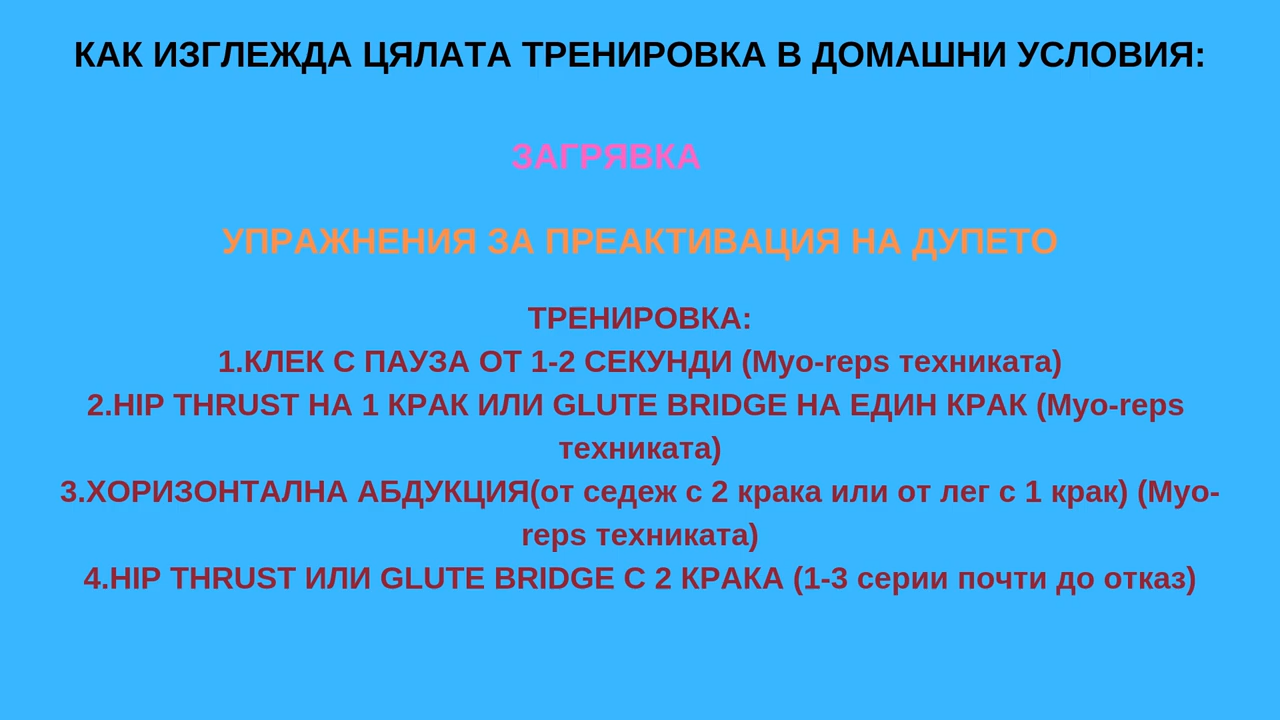 КАК ИЗГЛЕЖДА ЦЯЛАТА ТРЕНИРОВКА В ДОМАШНИ УСЛОВИЯ:
ЗАГРЯВКА
УПРАЖНЕНИЯ ЗА ПРЕАКТИВАЦИЯ НА ДУПЕТО
ТРЕНИРОВКА:
1.КЛЕК С ПАУЗА ОТ 1-2 СЕКУНДИ (Myo-reps техниката)
2.HIP THRUST НА 1 КРАК ИЛИ GLUTE BRIDGE НА ЕДИН КРАК (Myo-reps
техниката)
3.ХОРИЗОНТАЛНА АБДУКЦИЯ(от седеж с 2 крака или от лег с 1 крак) (Myo-
reps техниката)
4.HIP THRUST ИЛИ GLUTE BRIDGE С 2 КРАКА (1-3 серии почти до отказ)